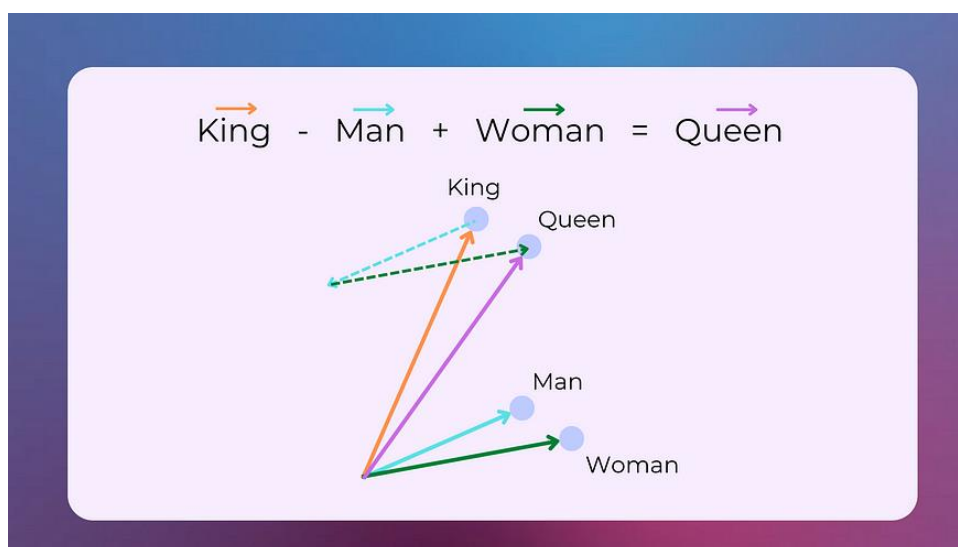 King - Man + Woman = Queen
King
Queen
Man
Woman